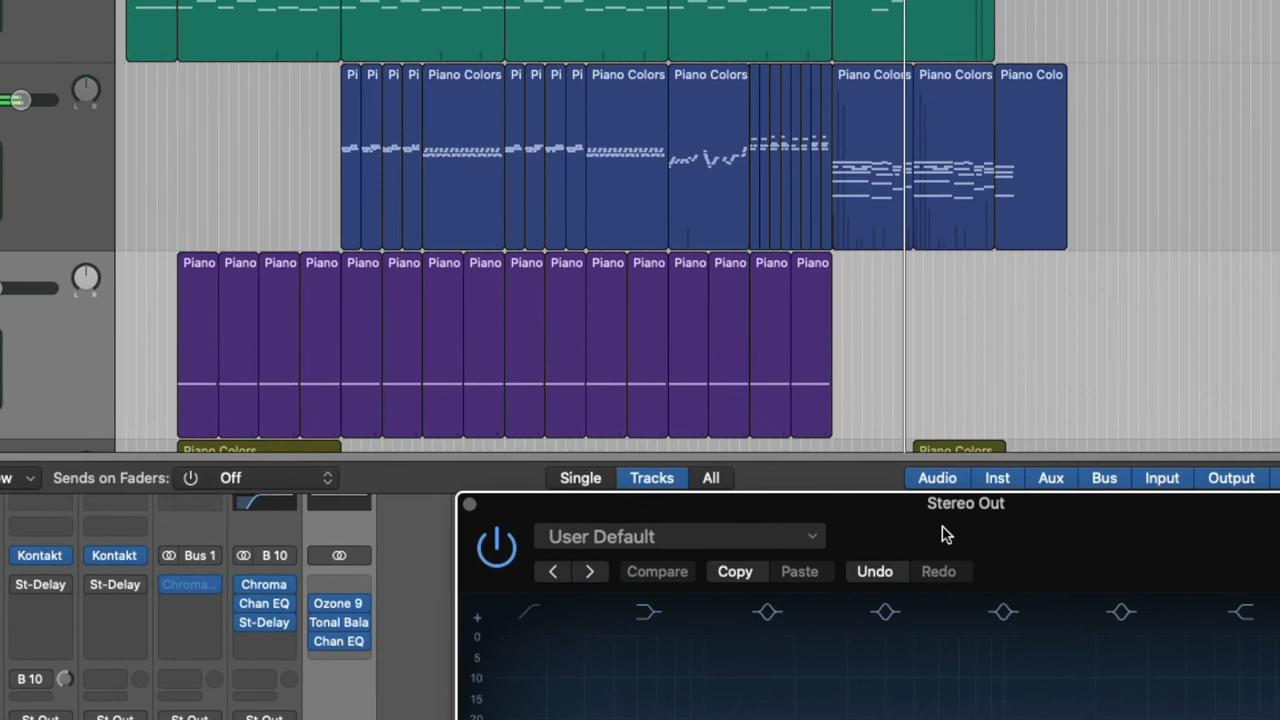 Pi Pi Pi Pi Piano Colors Pi Pi Pi Pi Piano Colors Piano Colors Piano Colors Piano Colors Piano Colo
L R
Piano Piano Piano Piano Piano Piano Piano Piano Piano Piano Piano Piano Piano Piano Piano Piano
L R
Piano Colors Piano Colors
Sends on Faders: Off Single Tracks All Audio Inst Aux Bus Input Output
Stereo Out
User Default
Kontakt Kontakt Bus 1 B 10
Compare Copy Paste Undo Redo
St-Delay St-Delay Chroma... Chroma
Chan EQ Ozone 9
St-Delay Tonal Bala
Chan EQ
+
0
5
10
B 10
15
20
St Out St Out St Out St Out